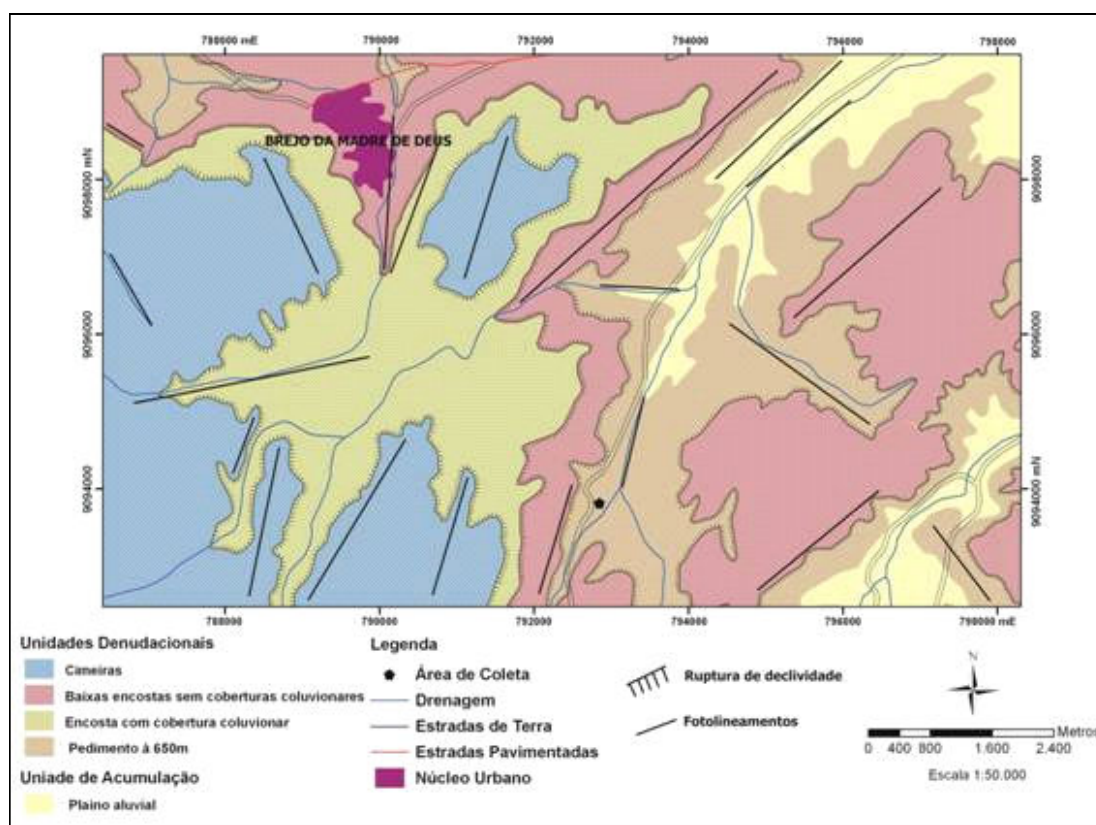 788000 mE 790000 792000 794000 796000 798000
BREJO DA MADRE DE DEUS
9098000 mN
9098000
9096000
9096000
9094000
9094000 mN
788000 790000 792000 794000 796000 790000 mE
Unidades Denudacionais
Cimeiras
Baixas encostas sem coberturas coluvionares
Encosta com cobertura coluvionar
Pedimento à 650m
Uniade de Acumulação
Plaino aluvial
Legenda
Área de Coleta
Drenagem
Estradas de Terra
Estradas Pavimentadas
Núcleo Urbano
Ruptura de declividade
Fotolineamentos
N
Metros
0 400 800 1.600 2.400
Escala 1:50.000